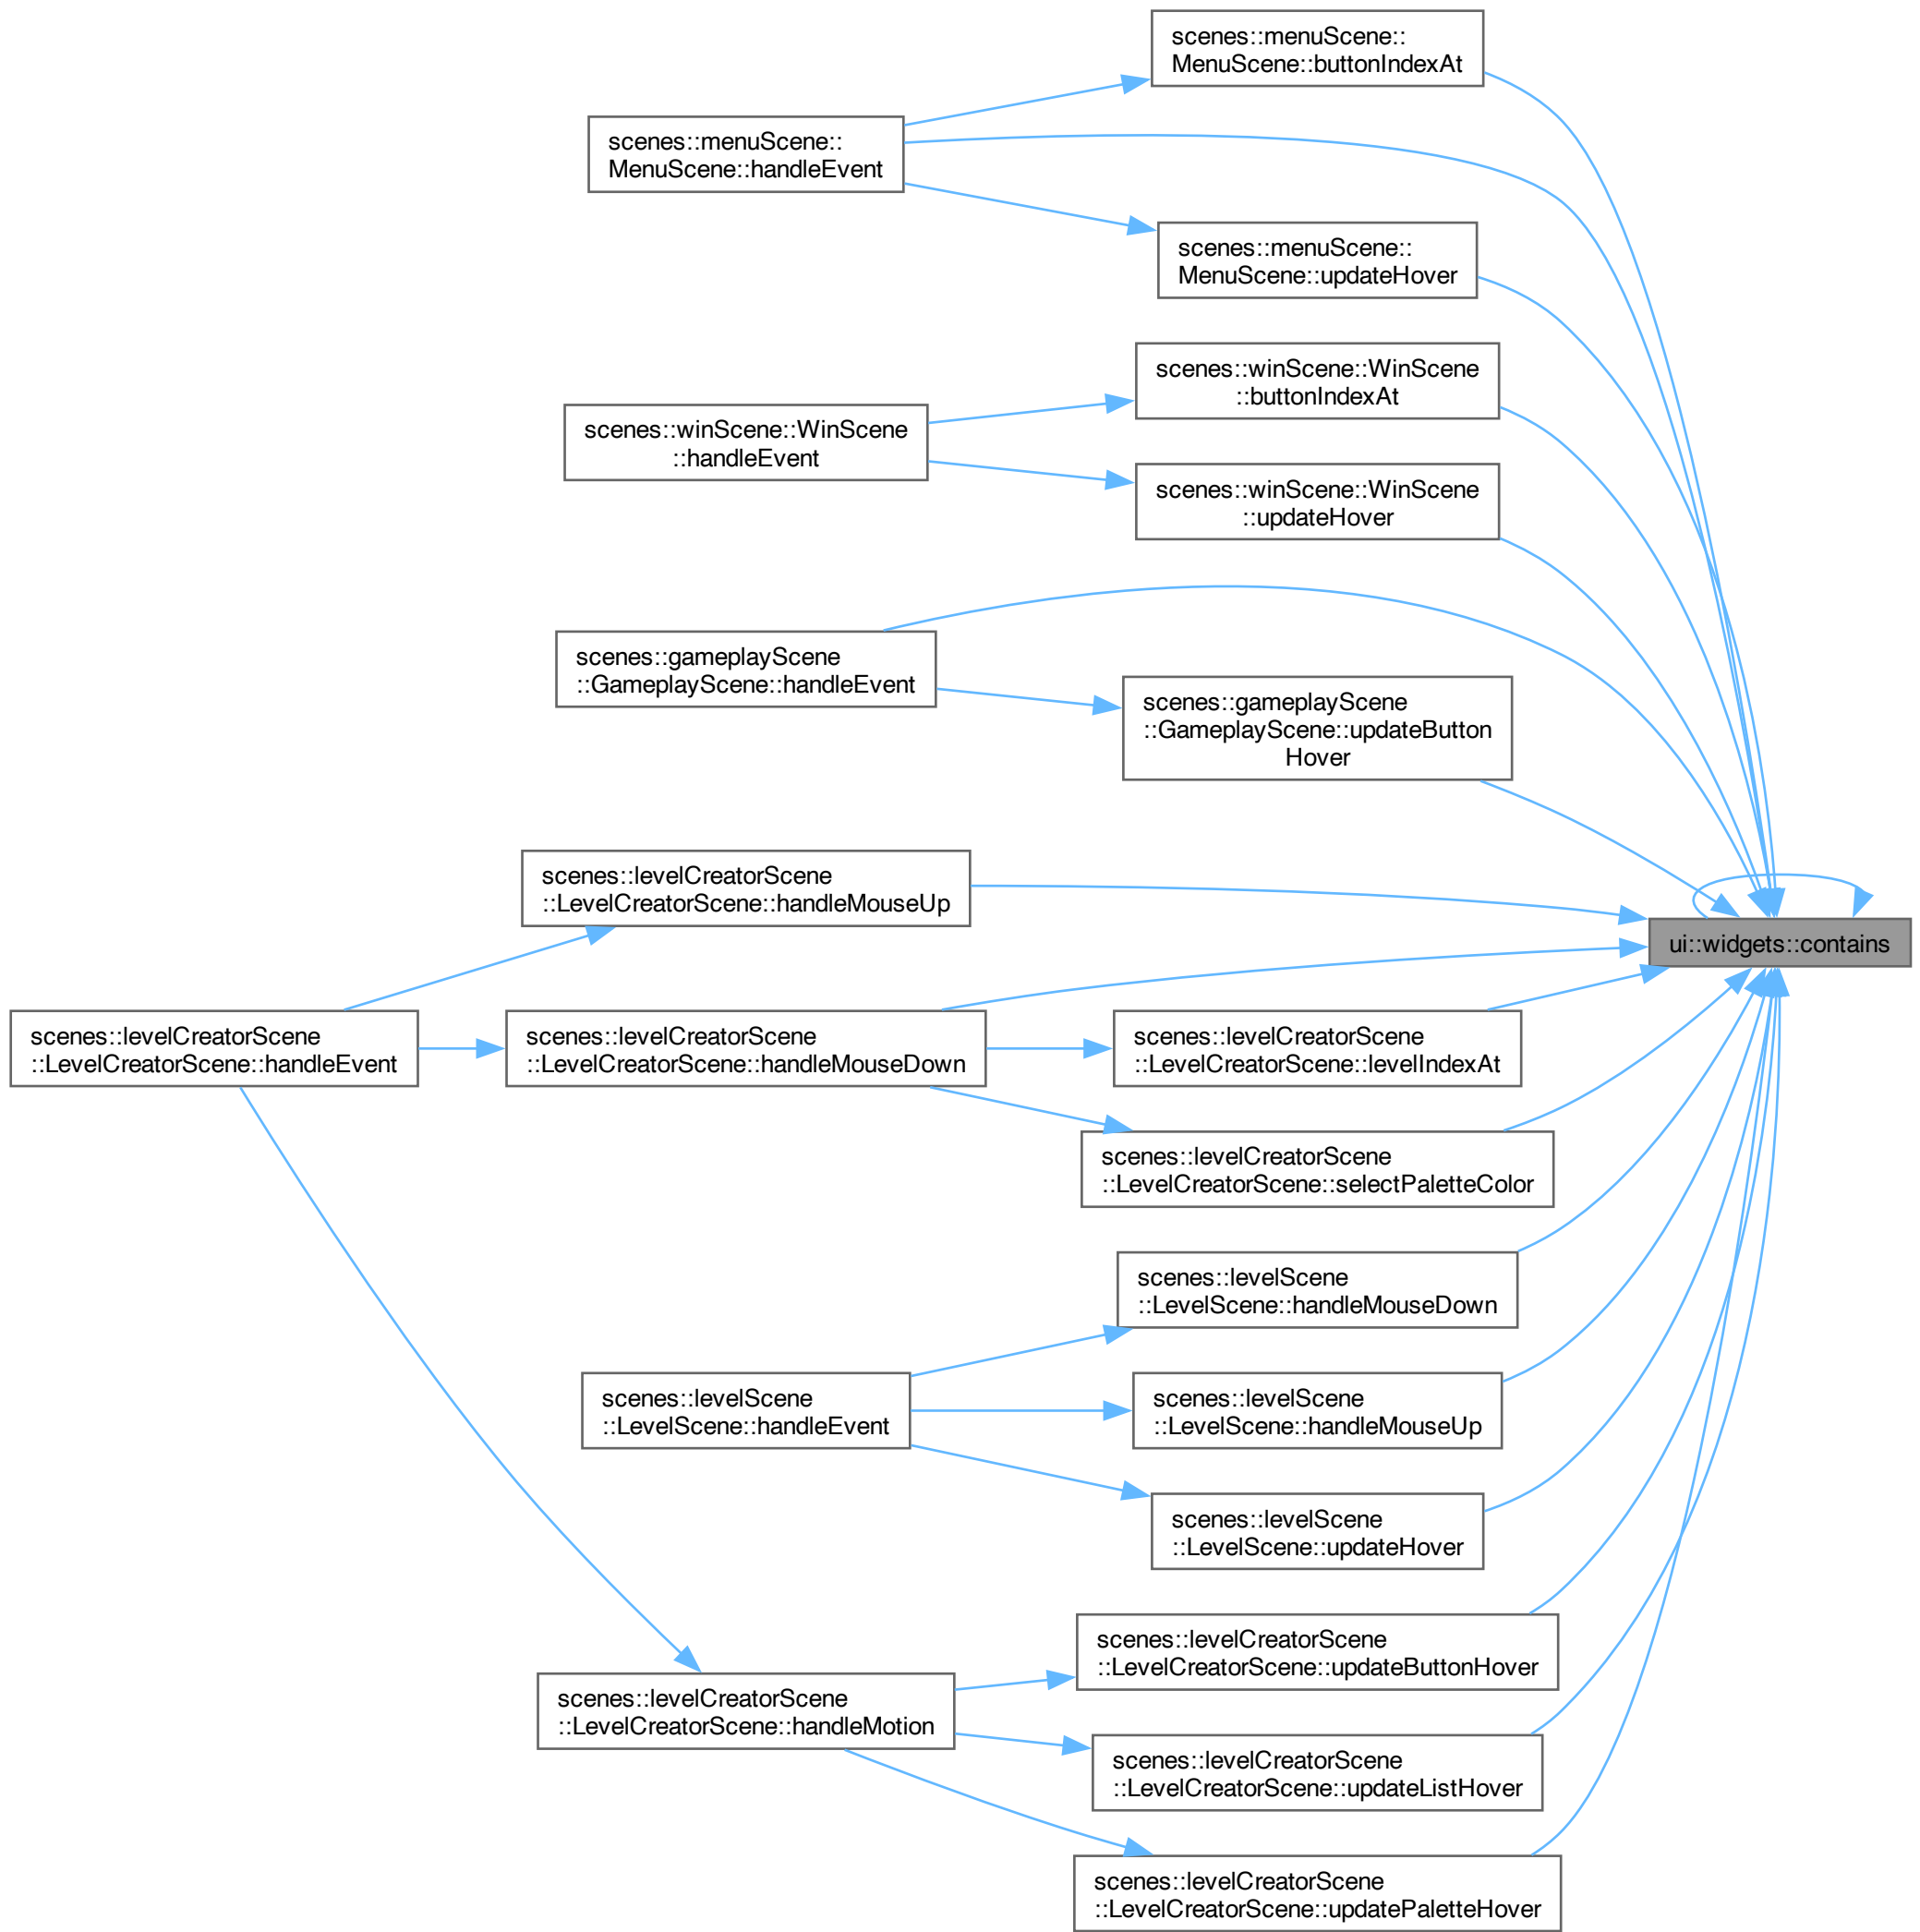 scenes::menuScene::
MenuScene::buttonIndexAt
scenes::menuScene::
MenuScene::handleEvent
scenes::menuScene::
MenuScene::updateHover
scenes::winScene::WinScene
::buttonIndexAt
scenes::winScene::WinScene
::handleEvent
scenes::winScene::WinScene
::updateHover
scenes::gameplayScene
::GameplayScene::handleEvent
scenes::gameplayScene
::GameplayScene::updateButton
Hover
scenes::levelCreatorScene
::LevelCreatorScene::handleMouseUp
ui::widgets::contains
scenes::levelCreatorScene
::LevelCreatorScene::handleEvent
scenes::levelCreatorScene
::LevelCreatorScene::handleMouseDown
scenes::levelCreatorScene
::LevelCreatorScene::levelIndexAt
scenes::levelCreatorScene
::LevelCreatorScene::selectPaletteColor
scenes::levelScene
::LevelScene::handleMouseDown
scenes::levelScene
::LevelScene::handleEvent
scenes::levelScene
::LevelScene::handleMouseUp
scenes::levelScene
::LevelScene::updateHover
scenes::levelCreatorScene
::LevelCreatorScene::updateButtonHover
scenes::levelCreatorScene
::LevelCreatorScene::handleMotion
scenes::levelCreatorScene
::LevelCreatorScene::updateListHover
scenes::levelCreatorScene
::LevelCreatorScene::updatePaletteHover